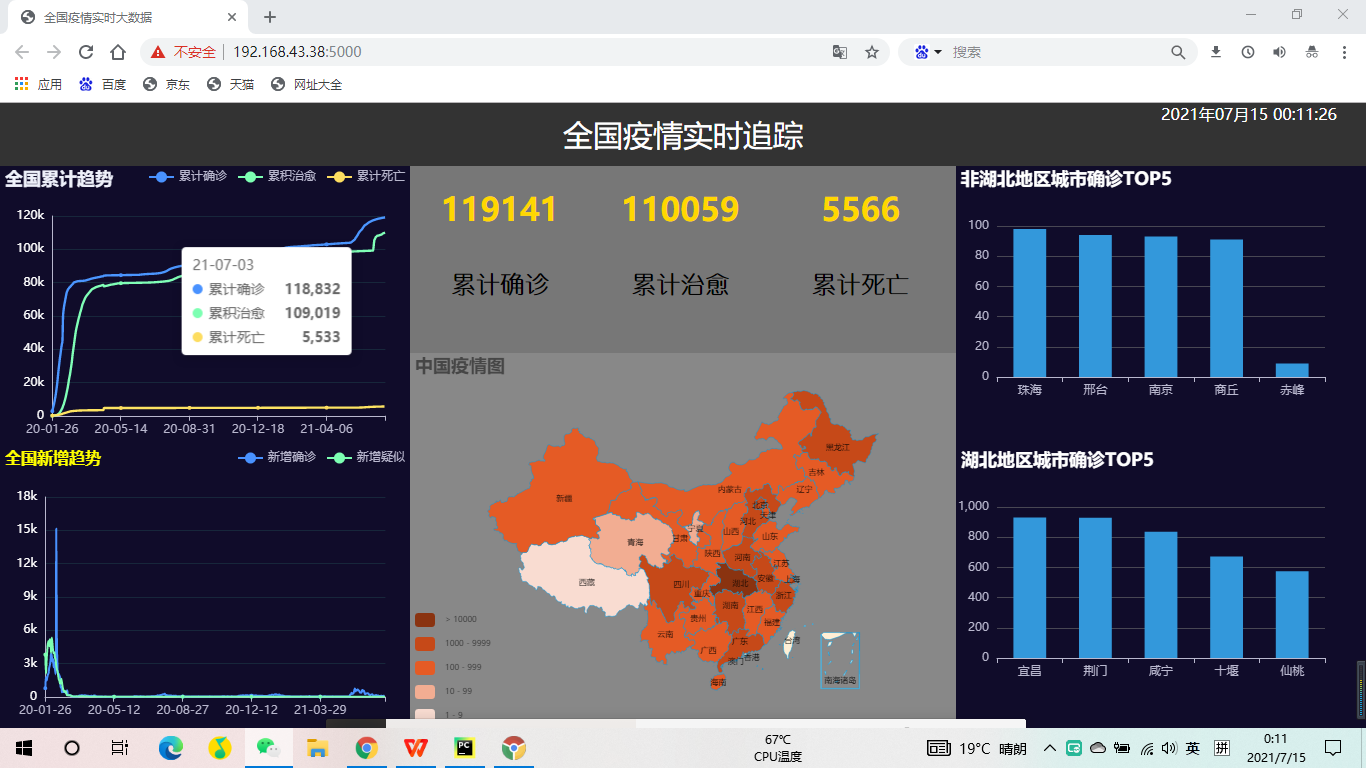 全国疫情实时大数据
不安全 192.168.43.38:5000
搜索
应用 百度 京东 天猫 网址大全
全国疫情实时追踪
2021年07月15 00:11:26
全国累计趋势
累计确诊 累积治愈 累计死亡
120k
100k
80k
60k
40k
20k
0
20-01-26 20-05-14 20-08-31 20-12-18 21-04-06
21-07-03
累计确诊 118,832
累积治愈 109,019
累计死亡 5,533
全国新增趋势
新增确诊 新增疑似
18k
15k
12k
9k
6k
3k
0
20-01-26 20-05-12 20-08-27 20-12-12 21-03-29
119141 110059 5566
累计确诊 累计治愈 累计死亡
中国疫情图
黑龙江
吉林
辽宁
内蒙古
新疆
北京
天津
河北
宁夏
山西
山东
青海
甘肃
陕西
河南
江苏
西藏
四川
重庆
湖北
安徽
上海
浙江
湖南
江西
贵州
福建
云南
广西
广东
台湾
澳门
香港
海南
南海诸岛
> 10000
1000 - 9999
100 - 999
10 - 99
1 - 9
非湖北地区城市确诊TOP5
100
80
60
40
20
0
珠海 邢台 南京 商丘 赤峰
湖北地区城市确诊TOP5
1,000
800
600
400
200
0
宜昌 荆门 咸宁 十堰 仙桃
67℃
CPU温度
19°C 晴朗
英 拼
0:11
2021/7/15